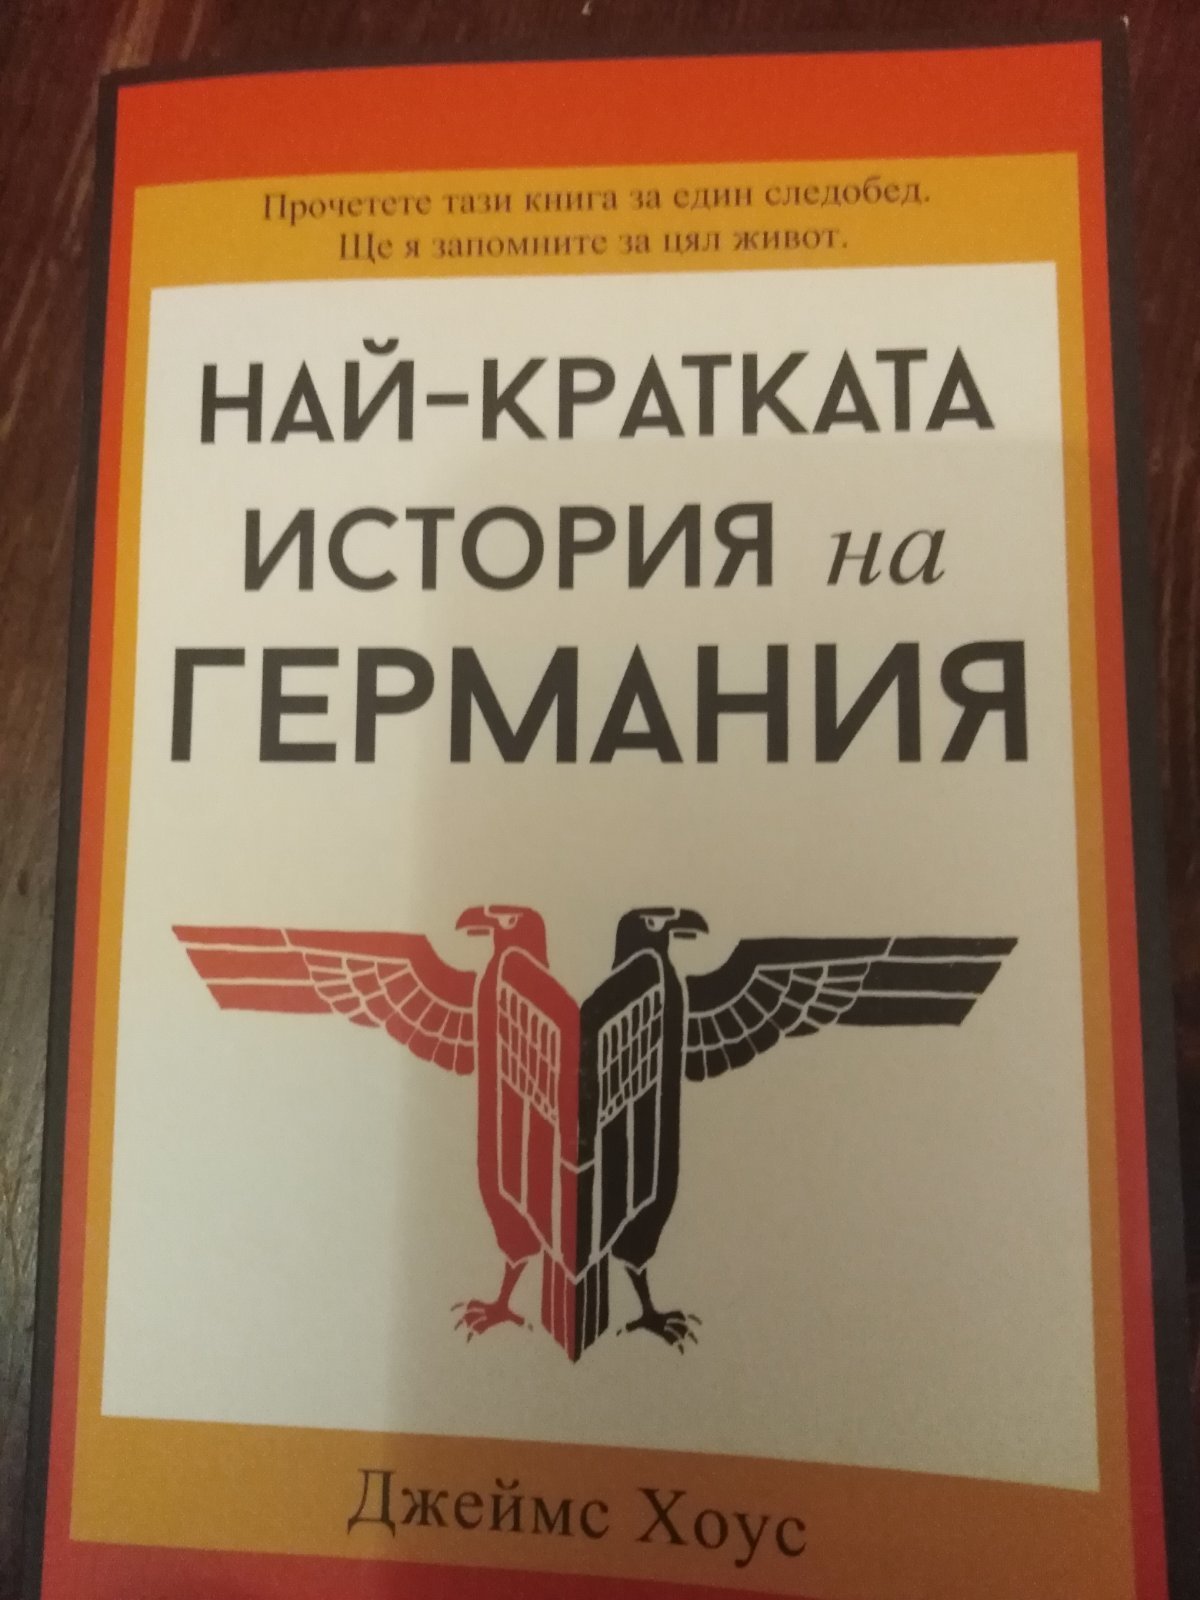 Прочетете тази книга за един следобед.
Ще я запомните за цял живот.
НАЙ-КРАТКАТА
ИСТОРИЯ на
ГЕРМАНИЯ
Джеймс Хоус